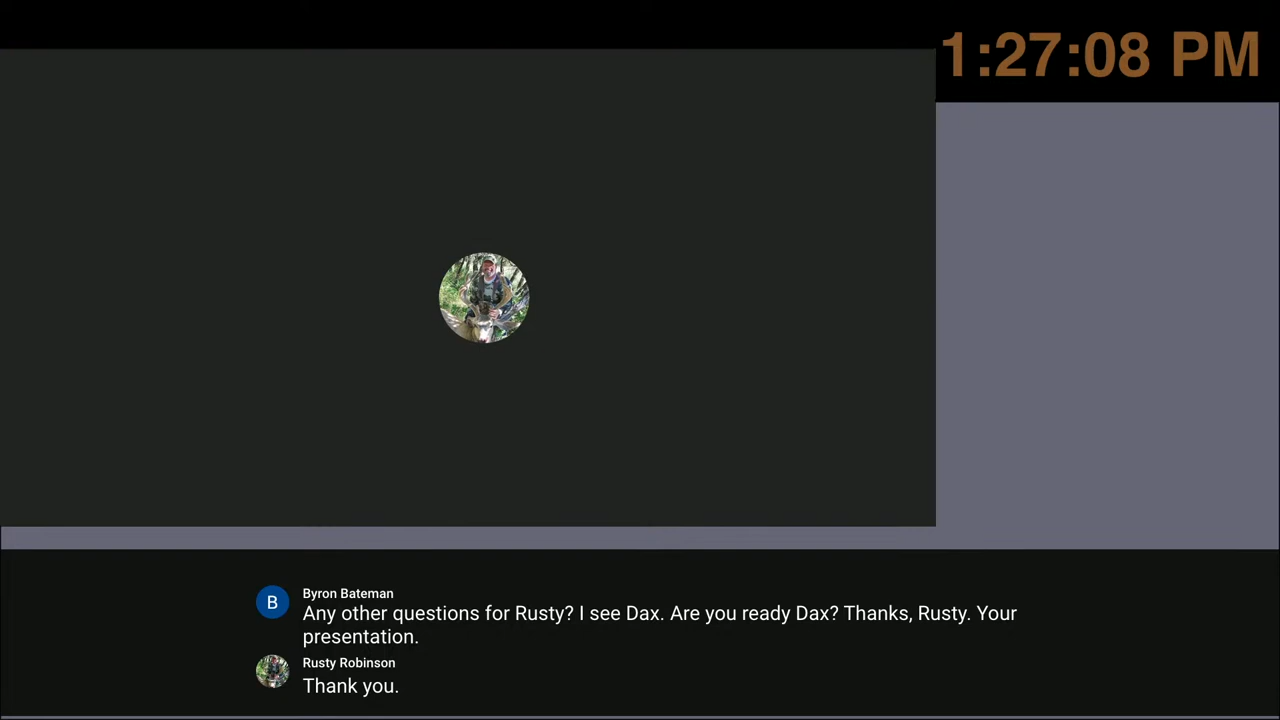 1:27:08 PM
B
Byron Bateman
Any other questions for Rusty? I see Dax. Are you ready Dax? Thanks, Rusty. Your
presentation.
Rusty Robinson
Thank you.